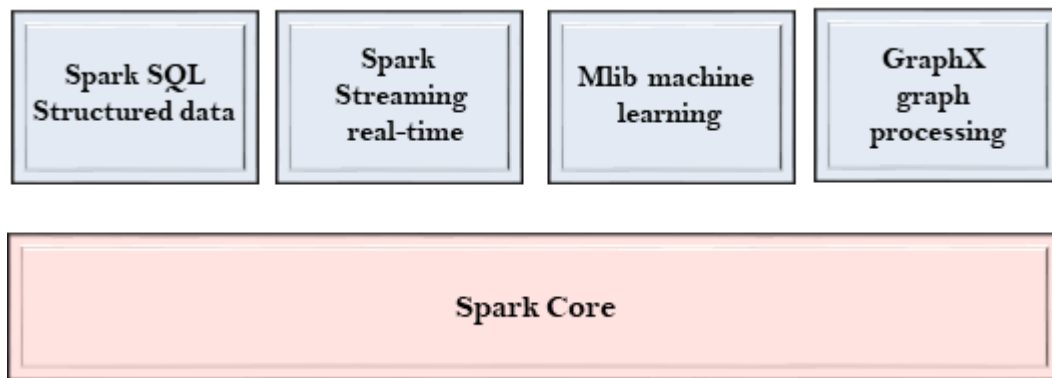 Spark SQL
Structured data
Spark
Streaming
real-time
Mlib machine
learning
GraphX
graph
processing
Spark Core